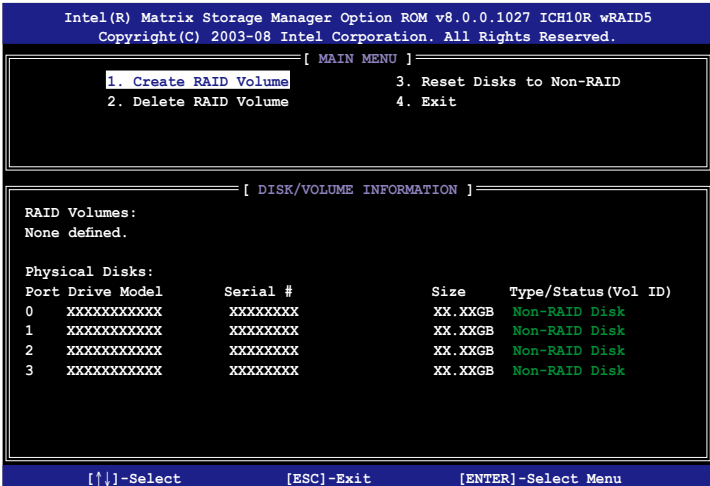 Intel(R) Matrix Storage Manager Option ROM v8.0.0.1027 ICH10R wRAID5
Copyright(C) 2003-08 Intel Corporation. All Rights Reserved.
[ MAIN MENU ]
1. Create RAID Volume 3. Reset Disks to Non-RAID
2. Delete RAID Volume 4. Exit
[ DISK/VOLUME INFORMATION ]
RAID Volumes:
None defined.
Physical Disks:
Port Drive Model Serial # Size Type/Status(Vol ID)
0 XXXXXXXXXXX XXXXXXXX XX.XXGB Non-RAID Disk
1 XXXXXXXXXXX XXXXXXXX XX.XXGB Non-RAID Disk
2 XXXXXXXXXXX XXXXXXXX XX.XXGB Non-RAID Disk
3 XXXXXXXXXXX XXXXXXXX XX.XXGB Non-RAID Disk
[↑↓]-Select [ESC]-Exit [ENTER]-Select Menu